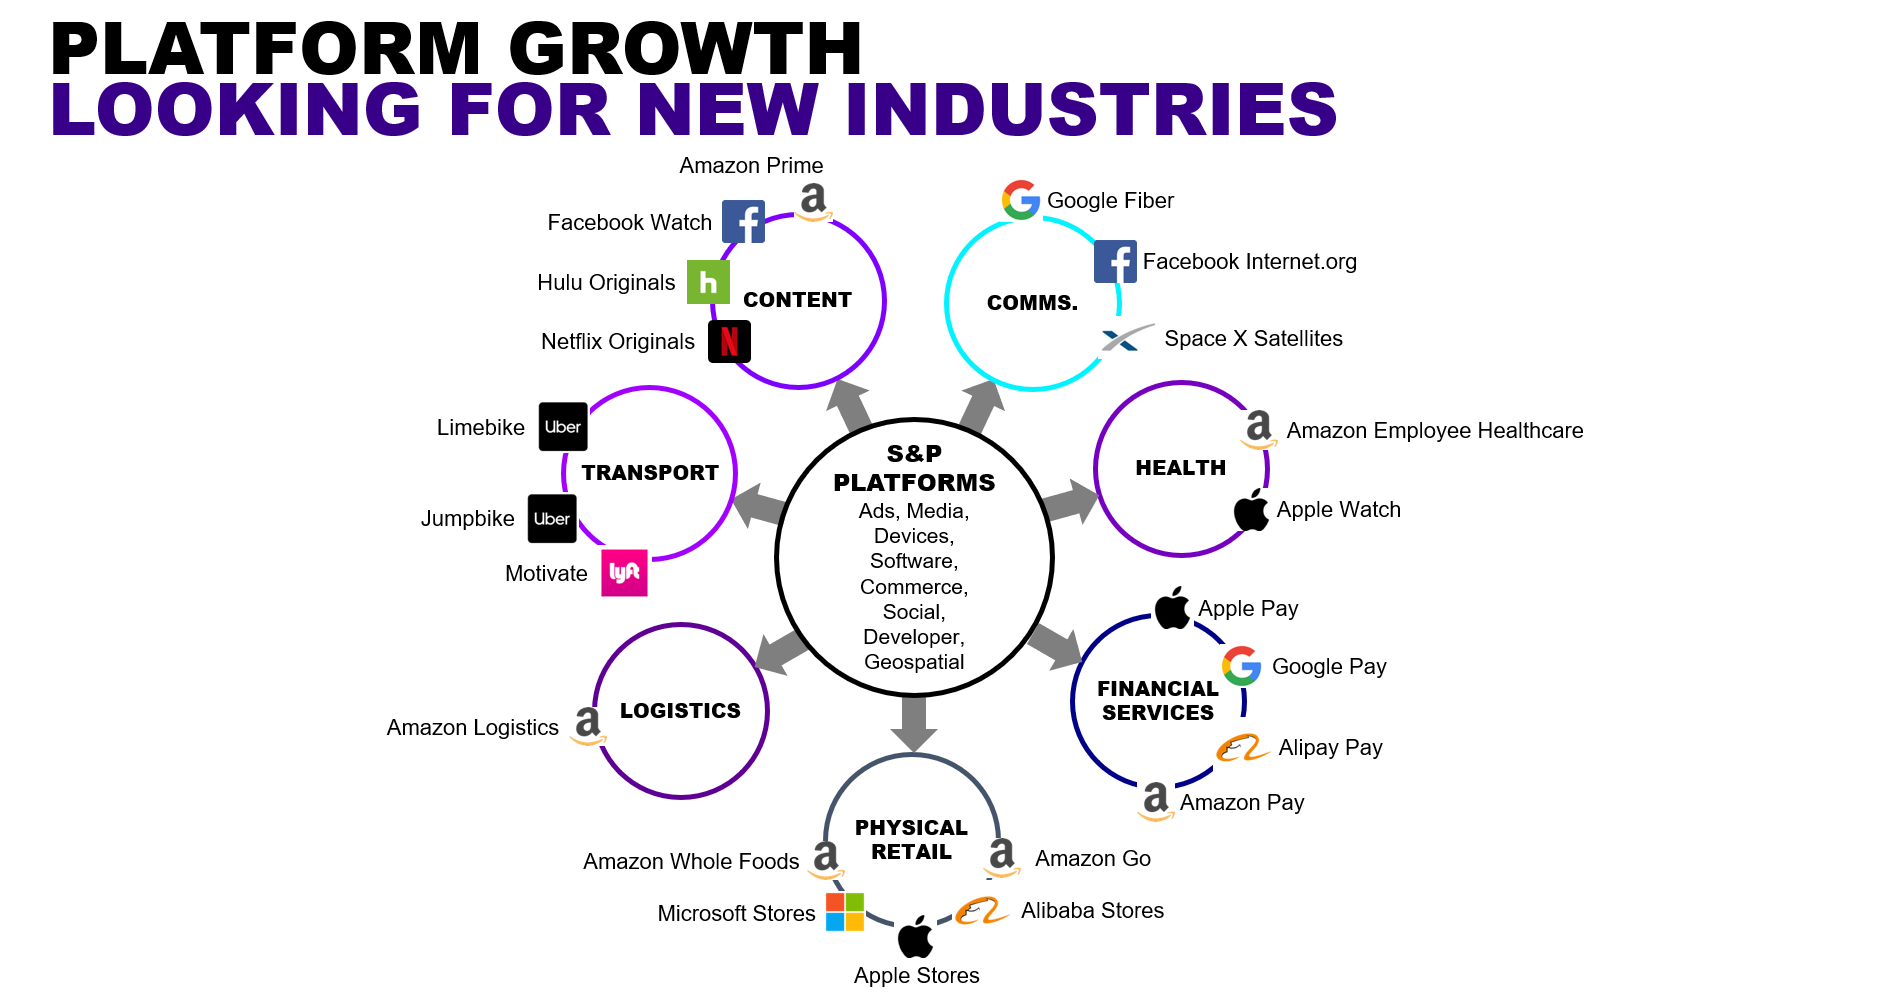 PLATFORM GROWTH
LOOKING FOR NEW INDUSTRIES
Amazon Prime
a
Facebook Watch
f
Hulu Originals
h
Netflix Originals
N
CONTENT
Google Fiber
G
Facebook Internet.org
f
Space X Satellites
X
COMMS.
Limebike
Uber
Jumpbike
Uber
Motivate
lyft
TRANSPORT
S&P
PLATFORMS
Ads, Media,
Devices,
Software,
Commerce,
Social,
Developer,
Geospatial
HEALTH
a
Amazon Employee Healthcare
Apple Watch
Amazon Logistics
a
LOGISTICS
FINANCIAL
SERVICES
Apple Pay
G
Google Pay
Alipay Pay
a
Amazon Pay
PHYSICAL
RETAIL
Amazon Whole Foods
a
Microsoft Stores
Apple Stores
a
Amazon Go
Alibaba Stores